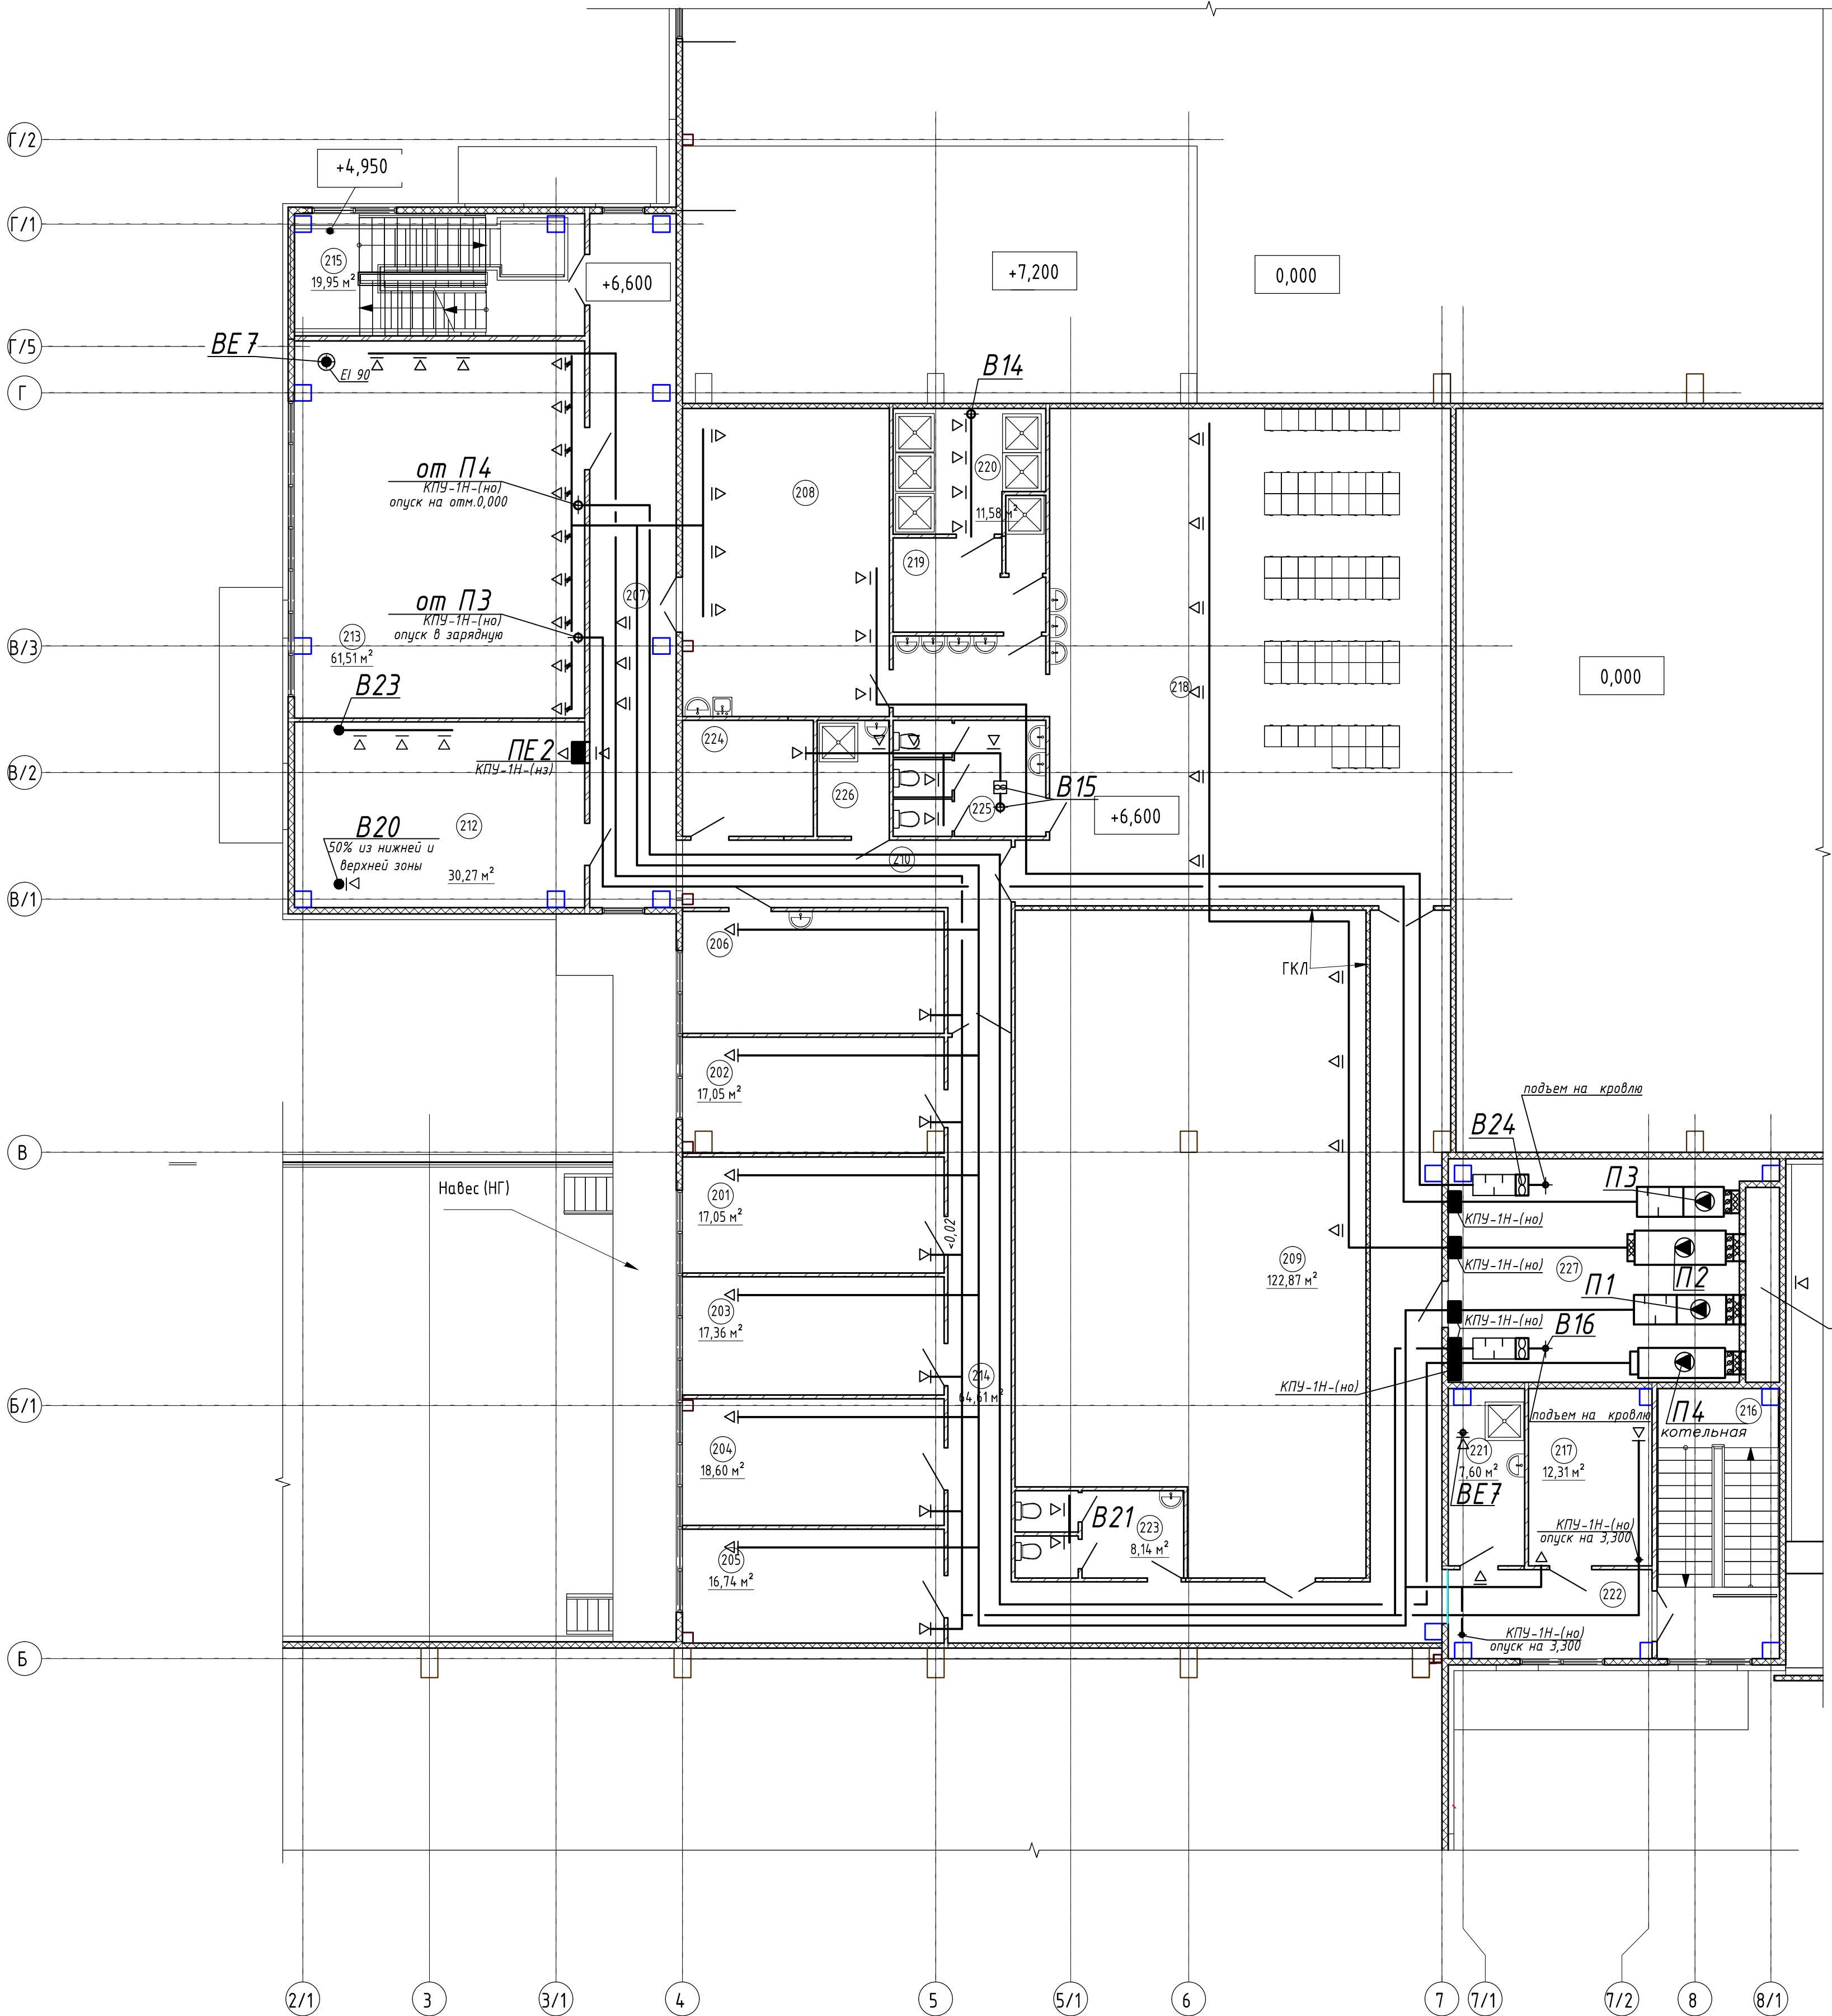 Г/2
+4,950
Г/1
215
19,95 м²
+6,600
+7,200
0,000
Г/5
ВЕ 7
EI 90
В14
Г
от П4
КПУ-1Н-(но)
опуск на отм.0,000
208
220
11,58 м²
219
от П3
КПУ-1Н-(но)
опуск в зарядную
207
213
61,51 м²
В/3
В23
218
0,000
224
ПЕ2
КПУ-1Н-(нз)
В/2
226
225
В15
+6,600
В20
50% из нижней и
верхней зоны
212
30,27 м²
210
В/1
206
ГКЛ
202
17,05 м²
подъем на кровлю
В24
В
Навес (НГ)
201
17,05 м²
П3
КПУ-1Н-(но)
<0,02
209
122,87 м²
КПУ-1Н-(но)
227
П2
П1
203
17,36 м²
КПУ-1Н-(но)
В16
214
64,61 м²
КПУ-1Н-(но)
Б/1
подъем на кровлю
П4
котельная
216
204
18,60 м²
221
7,60 м²
217
12,31 м²
ВЕ7
В21
223
8,14 м²
КПУ-1Н-(но)
опуск на 3,300
205
16,74 м²
222
КПУ-1Н-(но)
опуск на 3,300
Б
2/1
3
3/1
4
5
5/1
6
7
7/1
7/2
8
8/1